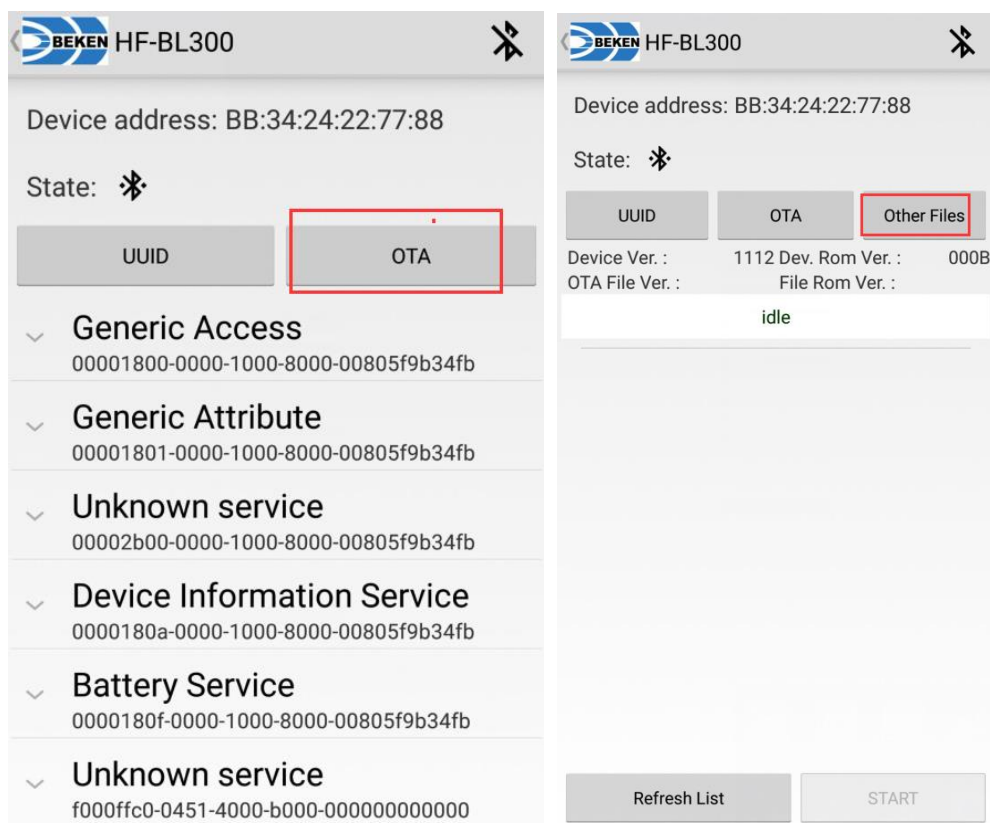 BEKEN HF-BL300
Device address: BB:34:24:22:77:88
State:
UUID OTA
Generic Access
00001800-0000-1000-8000-00805f9b34fb
Generic Attribute
00001801-0000-1000-8000-00805f9b34fb
Unknown service
00002b00-0000-1000-8000-00805f9b34fb
Device Information Service
0000180a-0000-1000-8000-00805f9b34fb
Battery Service
0000180f-0000-1000-8000-00805f9b34fb
Unknown service
f000ffc0-0451-4000-b000-000000000000
BEKEN HF-BL300
Device address: BB:34:24:22:77:88
State:
UUID OTA Other Files
Device Ver. : 1112 Dev. Rom Ver. : 000B
OTA File Ver. : File Rom Ver. :
idle
Refresh List START